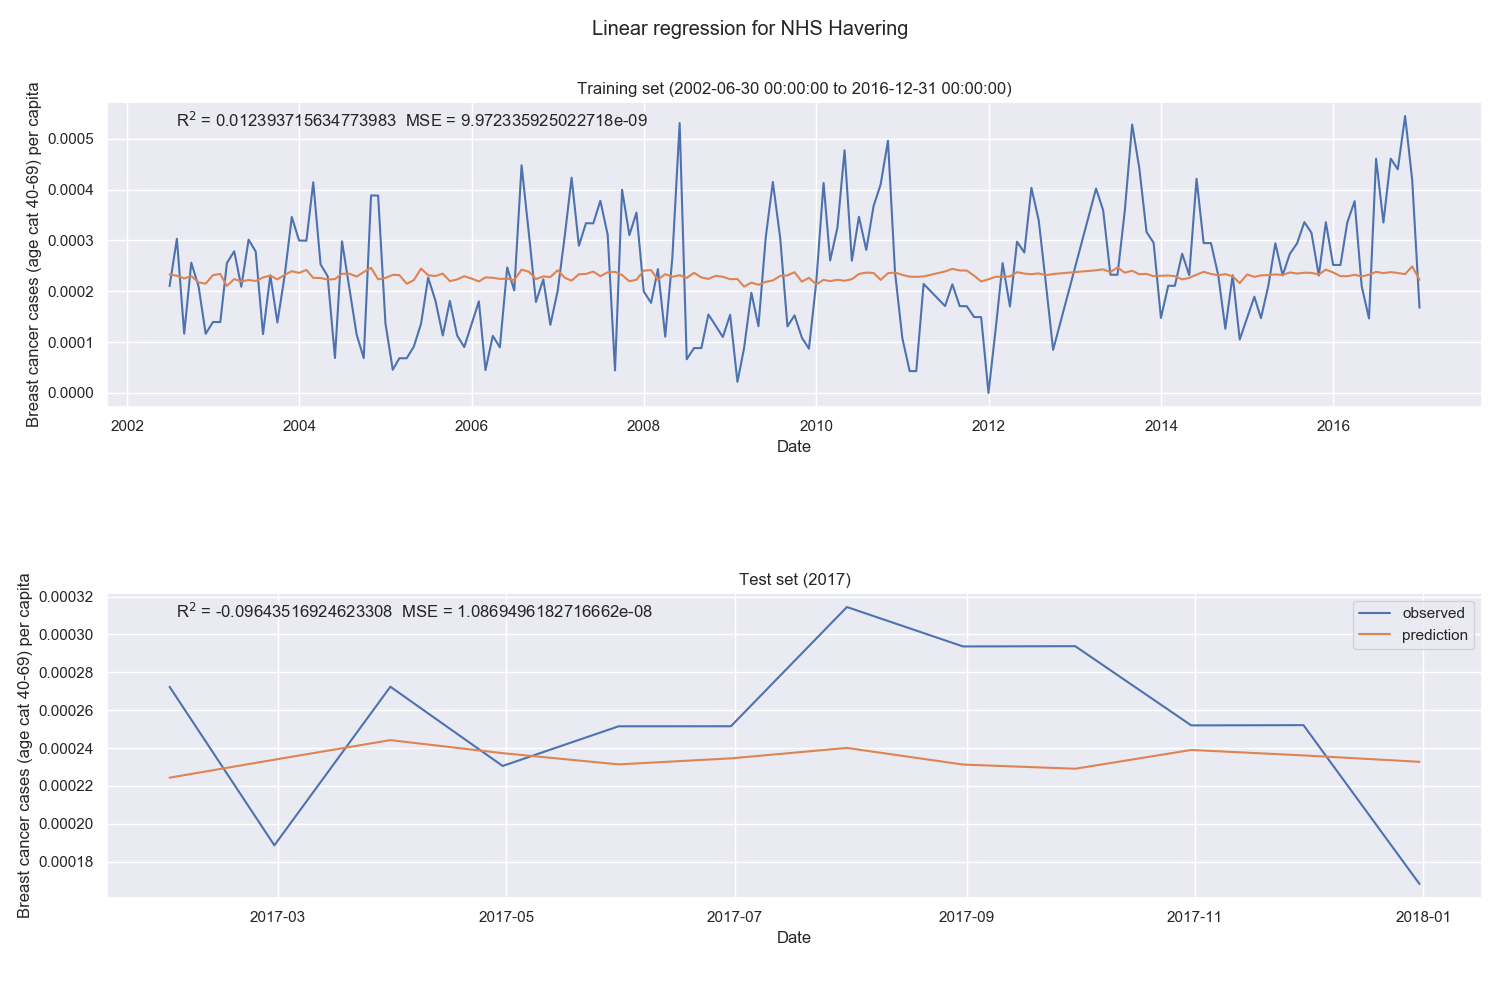 Linear regression for NHS Havering
Training set (2002-06-30 00:00:00 to 2016-12-31 00:00:00)
R² = 0.012393715634773983 MSE = 9.972335925022718e-09
Breast cancer cases (age cat 40-69) per capita
0.0005
0.0004
0.0003
0.0002
0.0001
0.0000
2002 2004 2006 2008 2010 2012 2014 2016
Date
Test set (2017)
R² = -0.09643516924623308 MSE = 1.0869496182716662e-08
observed
prediction
Breast cancer cases (age cat 40-69) per capita
0.00032
0.00030
0.00028
0.00026
0.00024
0.00022
0.00020
0.00018
2017-03 2017-05 2017-07 2017-09 2017-11 2018-01
Date